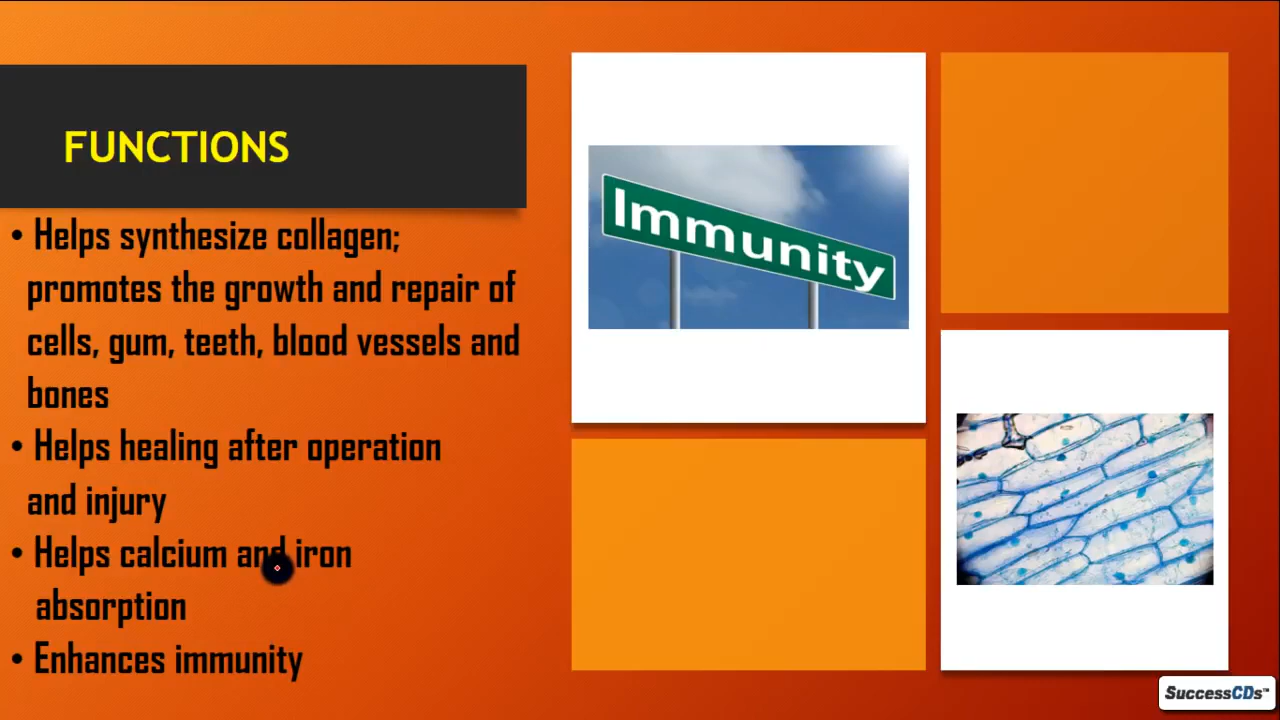 FUNCTIONS
• Helps synthesize collagen;
promotes the growth and repair of
cells, gum, teeth, blood vessels and
bones
• Helps healing after operation
and injury
• Helps calcium and iron
absorption
• Enhances immunity
Immunity
SuccessCDs™